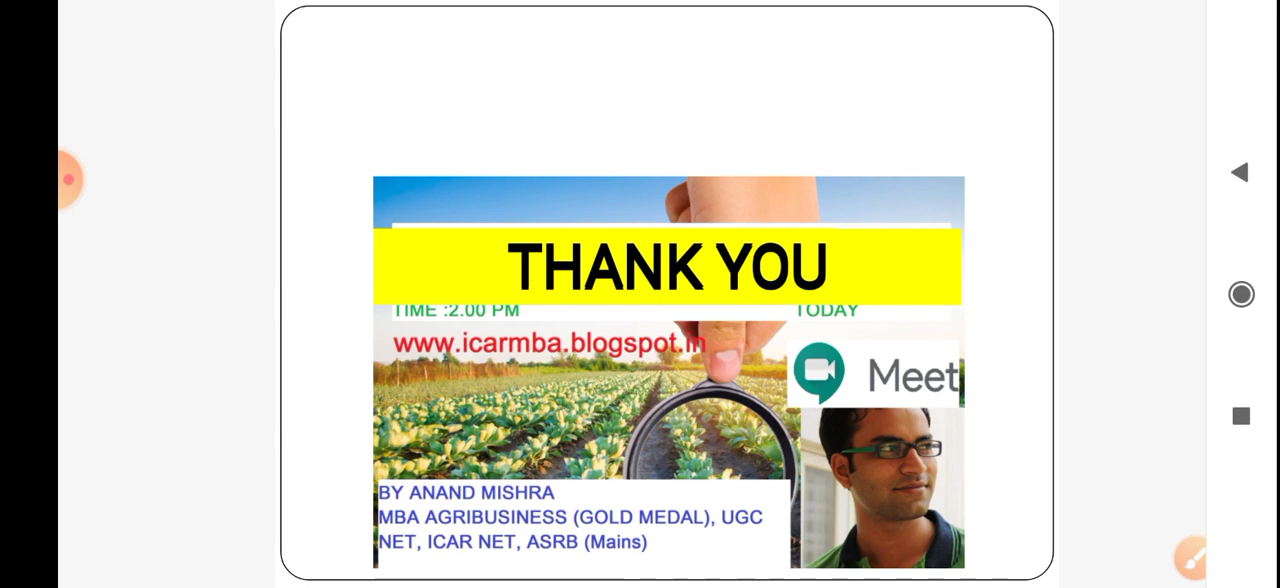 THANK YOU
TIME :2.00 PM TODAY
www.icarmba.blogspot.in
Meet
BY ANAND MISHRA
MBA AGRIBUSINESS (GOLD MEDAL), UGC
NET, ICAR NET, ASRB (Mains)